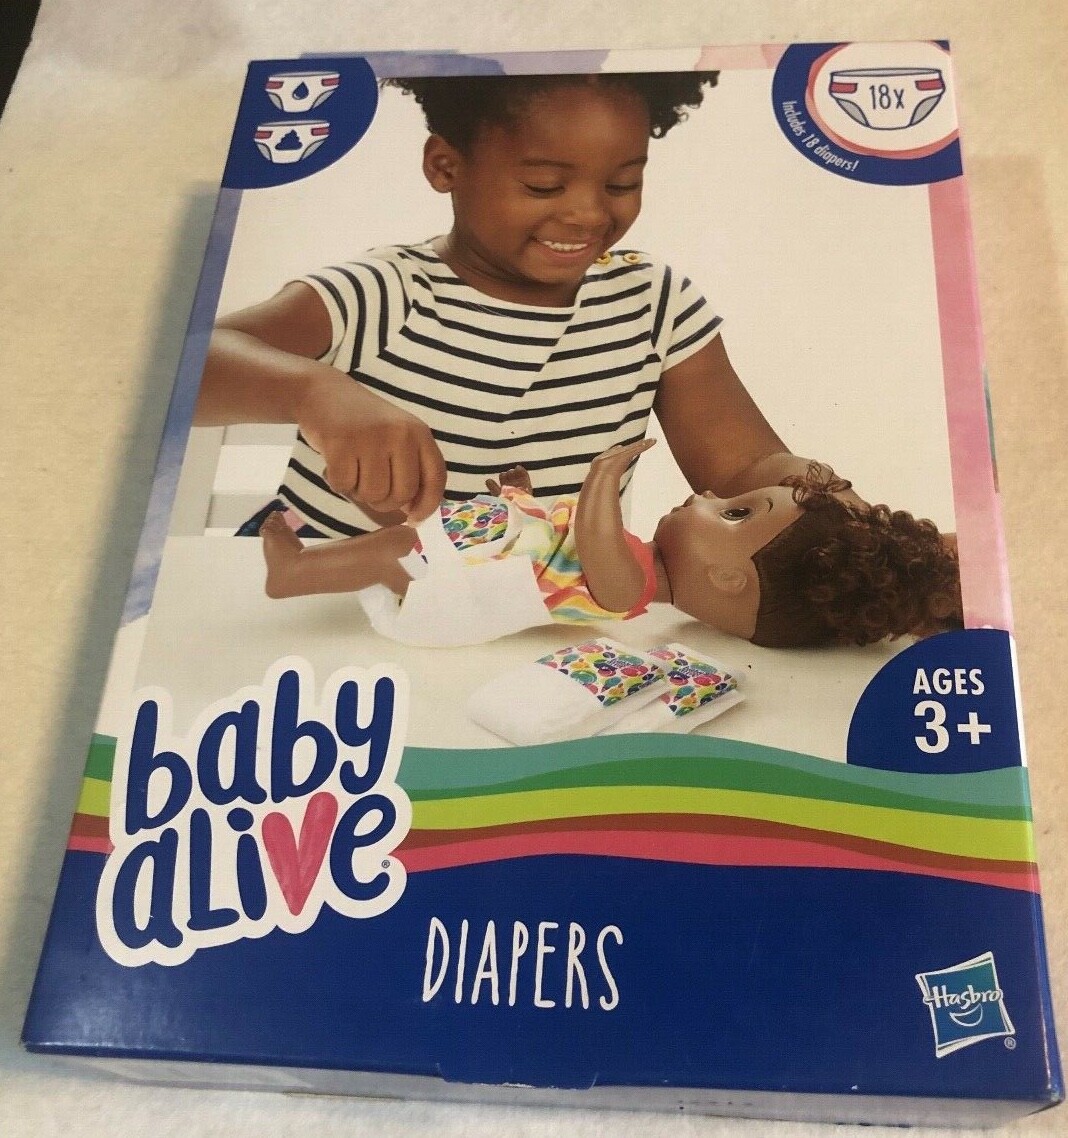 18x
Includes 18 diapers!
AGES
3+
baby
alive®
DIAPERS
Hasbro
®